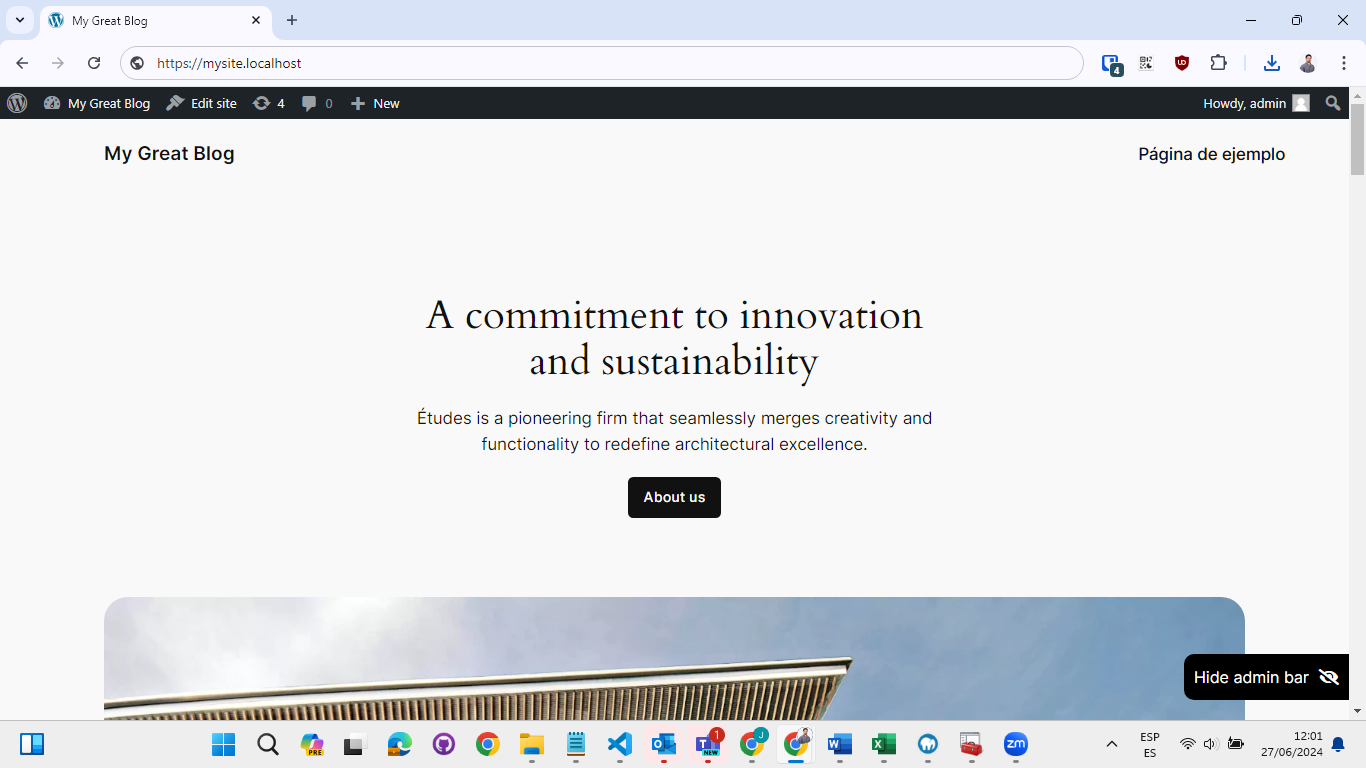 My Great Blog
https://mysite.localhost
4
My Great Blog
Edit site
4
0
New
Howdy, admin
My Great Blog
Página de ejemplo
A commitment to innovation
and sustainability
Études is a pioneering firm that seamlessly merges creativity and
functionality to redefine architectural excellence.
About us
Hide admin bar
PRE
1
NEW
J
zm
ESP
ES
12:01
27/06/2024